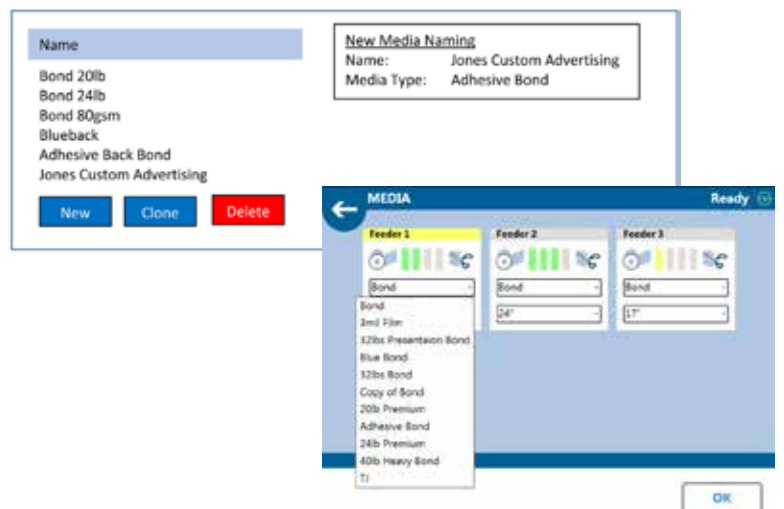 Name
Bond 20lb
Bond 24lb
Bond 80gsm
Blueback
Adhesive Back Bond
Jones Custom Advertising
New Clone Delete
New Media Naming
Name: Jones Custom Advertising
Media Type: Adhesive Bond
MEDIA Ready
Feeder 1 Feeder 2 Feeder 3
Bond Bond Bond
24" 17"
Bond
3mil Film
32lbs Presentaion Bond
Blue Bond
32lbs Bond
Copy of Bond
20lb Premium
Adhesive Bond
24lb Premium
40lb Heavy Bond
OK